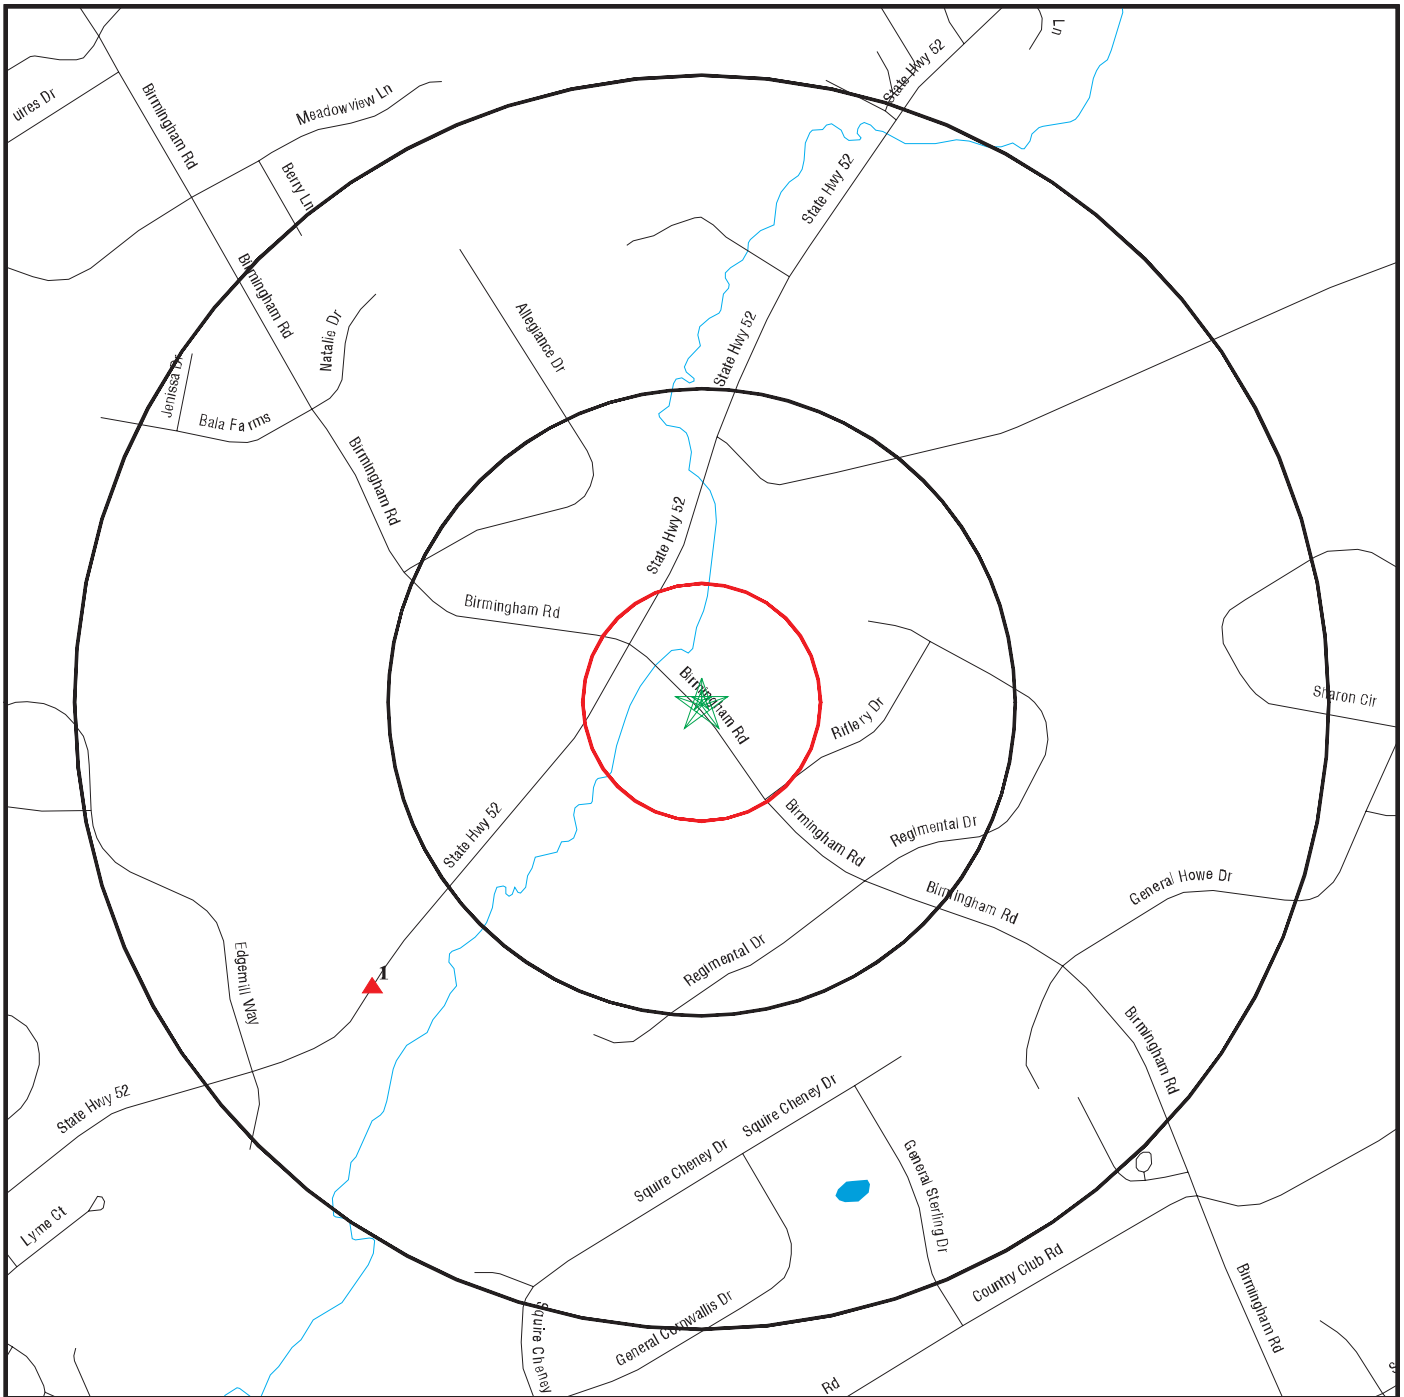 Ln
State Hwy 52
uires Dr
Birmingham Rd
Meadowview Ln
Berry Ln
State Hwy 52
Birmingham Rd
Natalie Dr
Allegiance Dr
State Hwy 52
Jenissa Dr
Bala Farms
Birmingham Rd
State Hwy 52
Birmingham Rd
Birmingham Rd
Sharon Cir
Riflery Dr
State Hwy 52
Birmingham Rd
Regimental Dr
General Howe Dr
Birmingham Rd
Edgemill Way
Regimental Dr
1
Birmingham Rd
State Hwy 52
Squire Cheney Dr
Squire Cheney Dr
General Sterling Dr
Lyme Ct
Country Club Rd
Birmingham Rd
Squire Cheney
General Cornwallis Dr
Rd